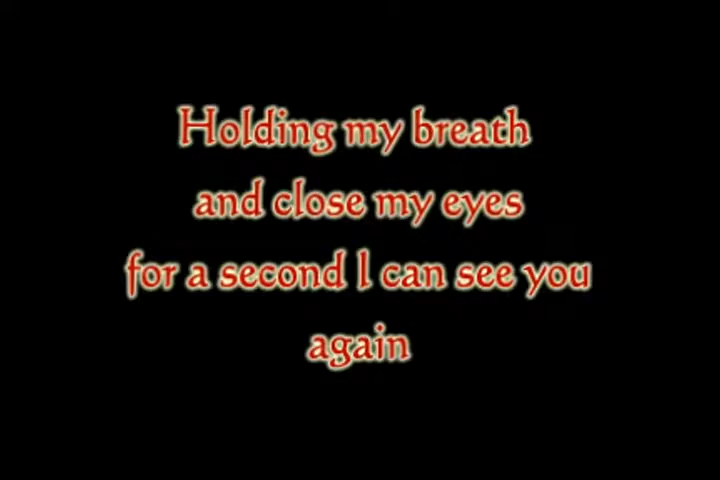 Holding my breath
and close my eyes
for a second I can see you
again